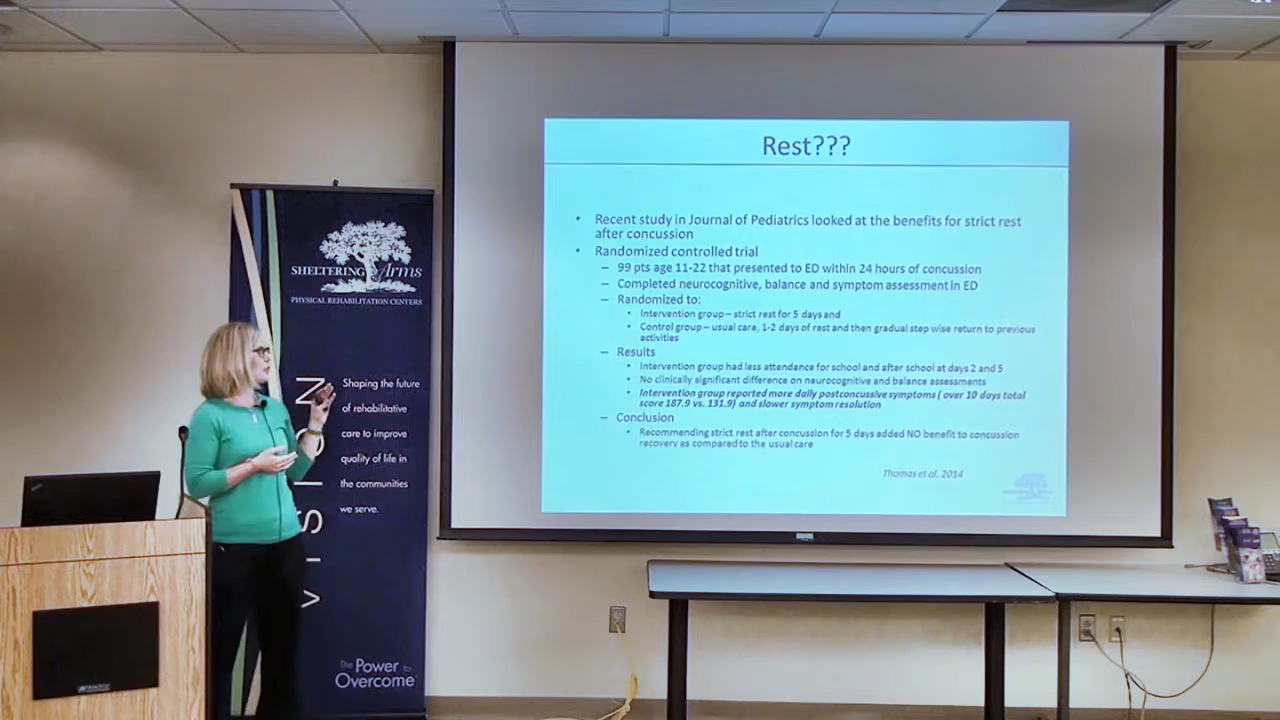 Rest???
• Recent study in Journal of Pediatrics looked at the benefits for strict rest
after concussion
• Randomized controlled trial
– 99 pts age 11-22 that presented to ED within 24 hours of concussion
– Completed neurocognitive, balance and symptom assessment in ED
– Randomized to:
• Intervention group – strict rest for 5 days and
• Control group – usual care, 1-2 days of rest and then gradual step wise return to previous
activities
– Results
• Intervention group had less attendance for school and after school at days 2 and 5
• No clinically significant difference on neurocognitive and balance assessments
• Intervention group reported more daily postconcussive symptoms ( over 10 days total
score 187.9 vs. 131.9) and slower symptom resolution
– Conclusion
• Recommending strict rest after concussion for 5 days added NO benefit to concussion
recovery as compared to the usual care
Thomas et al. 2014
SHELTERING Arms
PHYSICAL REHABILITATION CENTERS
VISION
Shaping the future
of rehabilitative
care to improve
quality of life in
the communities
we serve.
The Power to
Overcome